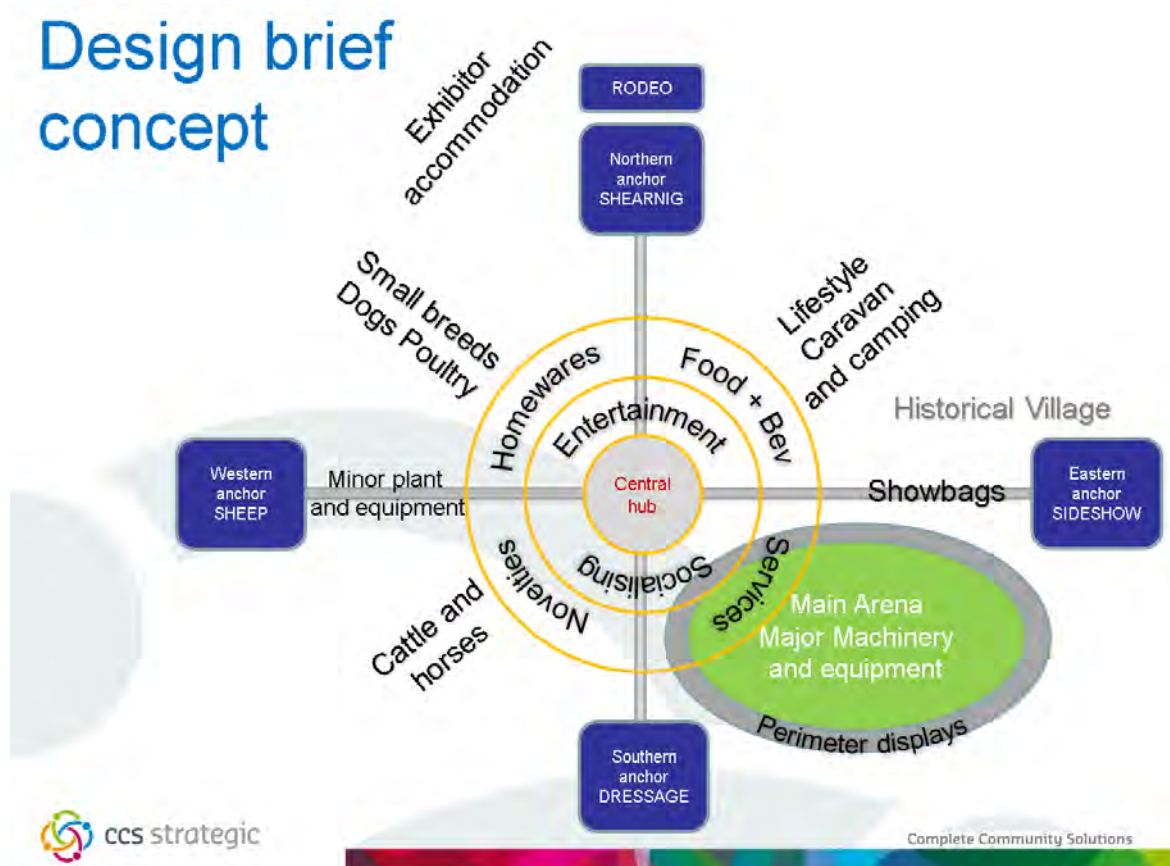 Design brief
concept
Exhibitor
accommodation
RODEO
Northern
anchor
SHEARNIG
Small breeds
Dogs Poultry
Lifestyle
Caravan
and camping
Homewares
Food + Bev
Entertainment
Historical Village
Western
anchor
SHEEP
Minor plant
and equipment
Central
hub
Showbags
Eastern
anchor
SIDESHOW
Novelties
Socialising
Services
Cattle and
horses
Main Arena
Major Machinery
and equipment
Perimeter displays
Southern
anchor
DRESSAGE
ccs strategic
Complete Community Solutions